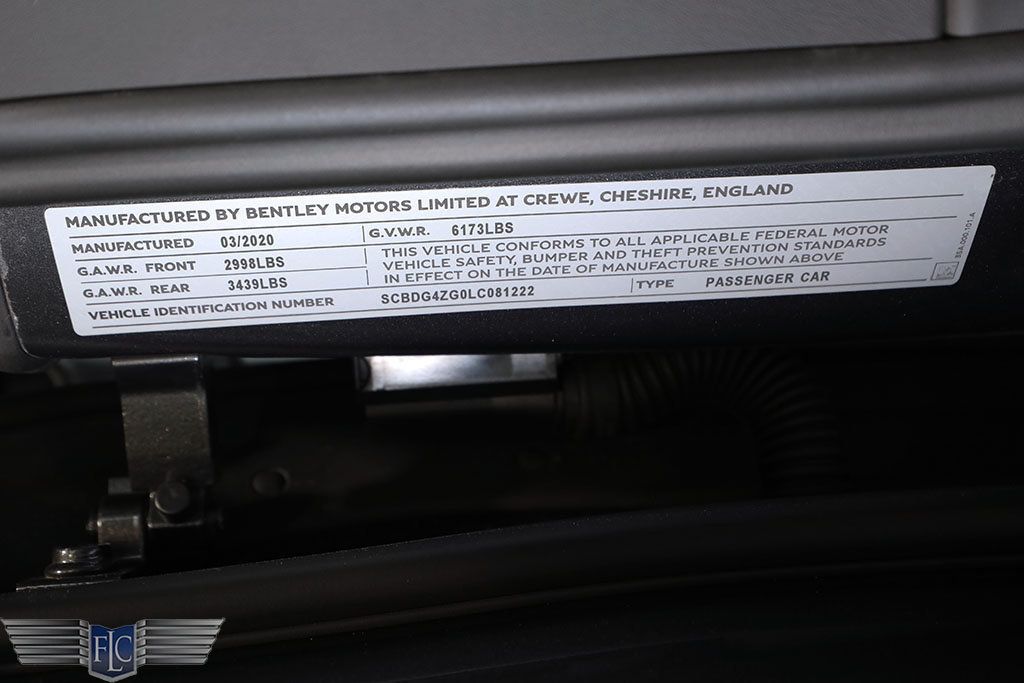 MANUFACTURED BY BENTLEY MOTORS LIMITED AT CREWE, CHESHIRE, ENGLAND
MANUFACTURED 03/2020 G.V.W.R. 6173LBS
G.A.W.R. FRONT 2998LBS
G.A.W.R. REAR 3439LBS
THIS VEHICLE CONFORMS TO ALL APPLICABLE FEDERAL MOTOR
VEHICLE SAFETY, BUMPER AND THEFT PREVENTION STANDARDS
IN EFFECT ON THE DATE OF MANUFACTURE SHOWN ABOVE
VEHICLE IDENTIFICATION NUMBER SCBDG4ZG0LC081222 TYPE PASSENGER CAR
FLC